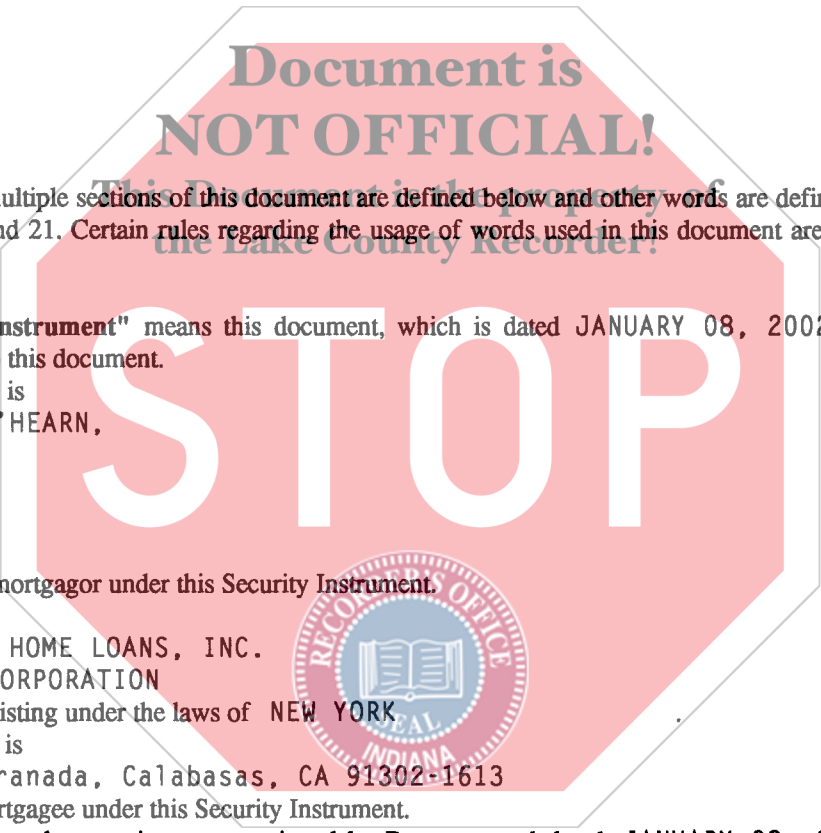 Document is
NOT OFFICIAL!
This Document is the property of
the Lake County Recorder!
ultiple sections of this document are defined below and other words are defin
nd 21. Certain rules regarding the usage of words used in this document are
nstrument" means this document, which is dated JANUARY 08, 2002
this document.
is
'HEARN,
STOP
mortgagor under this Security Instrument.
HOME LOANS, INC.
ORPORATION
isting under the laws of NEW YORK
is
ranada, Calabasas, CA 91302-1613
rtgagee under this Security Instrument.
RECORDER'S OFFICE
SEAL
INDIANA